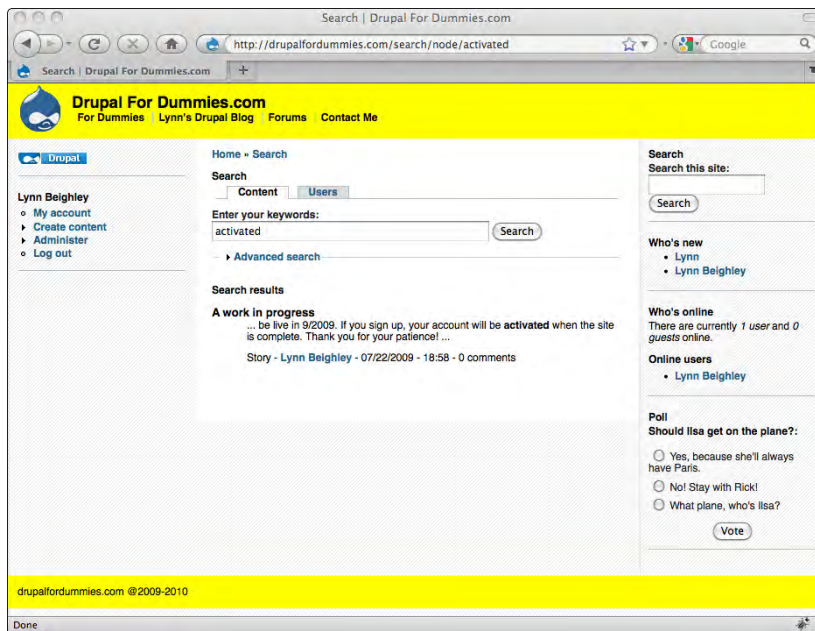 Search | Drupal For Dummies.com
http://drupalfordummies.com/search/node/activated
Google
Search | Drupal For Dummies.com
+
Drupal For Dummies.com
For Dummies Lynn's Drupal Blog Forums Contact Me
Drupal
Lynn Beighley
My account
Create content
Administer
Log out
Home » Search
Search
Content Users
Enter your keywords:
activated Search
Advanced search
Search results
A work in progress
... be live in 9/2009. If you sign up, your account will be activated when the site
is complete. Thank you for your patience! ...
Story - Lynn Beighley - 07/22/2009 - 18:58 - 0 comments
Search
Search this site:
Search
Who's new
• Lynn
• Lynn Beighley
Who's online
There are currently 1 user and 0
guests online.
Online users
• Lynn Beighley
Poll
Should Ilsa get on the plane?:
Yes, because she'll always
have Paris.
No! Stay with Rick!
What plane, who's Ilsa?
Vote
drupalfordummies.com @2009-2010
Done